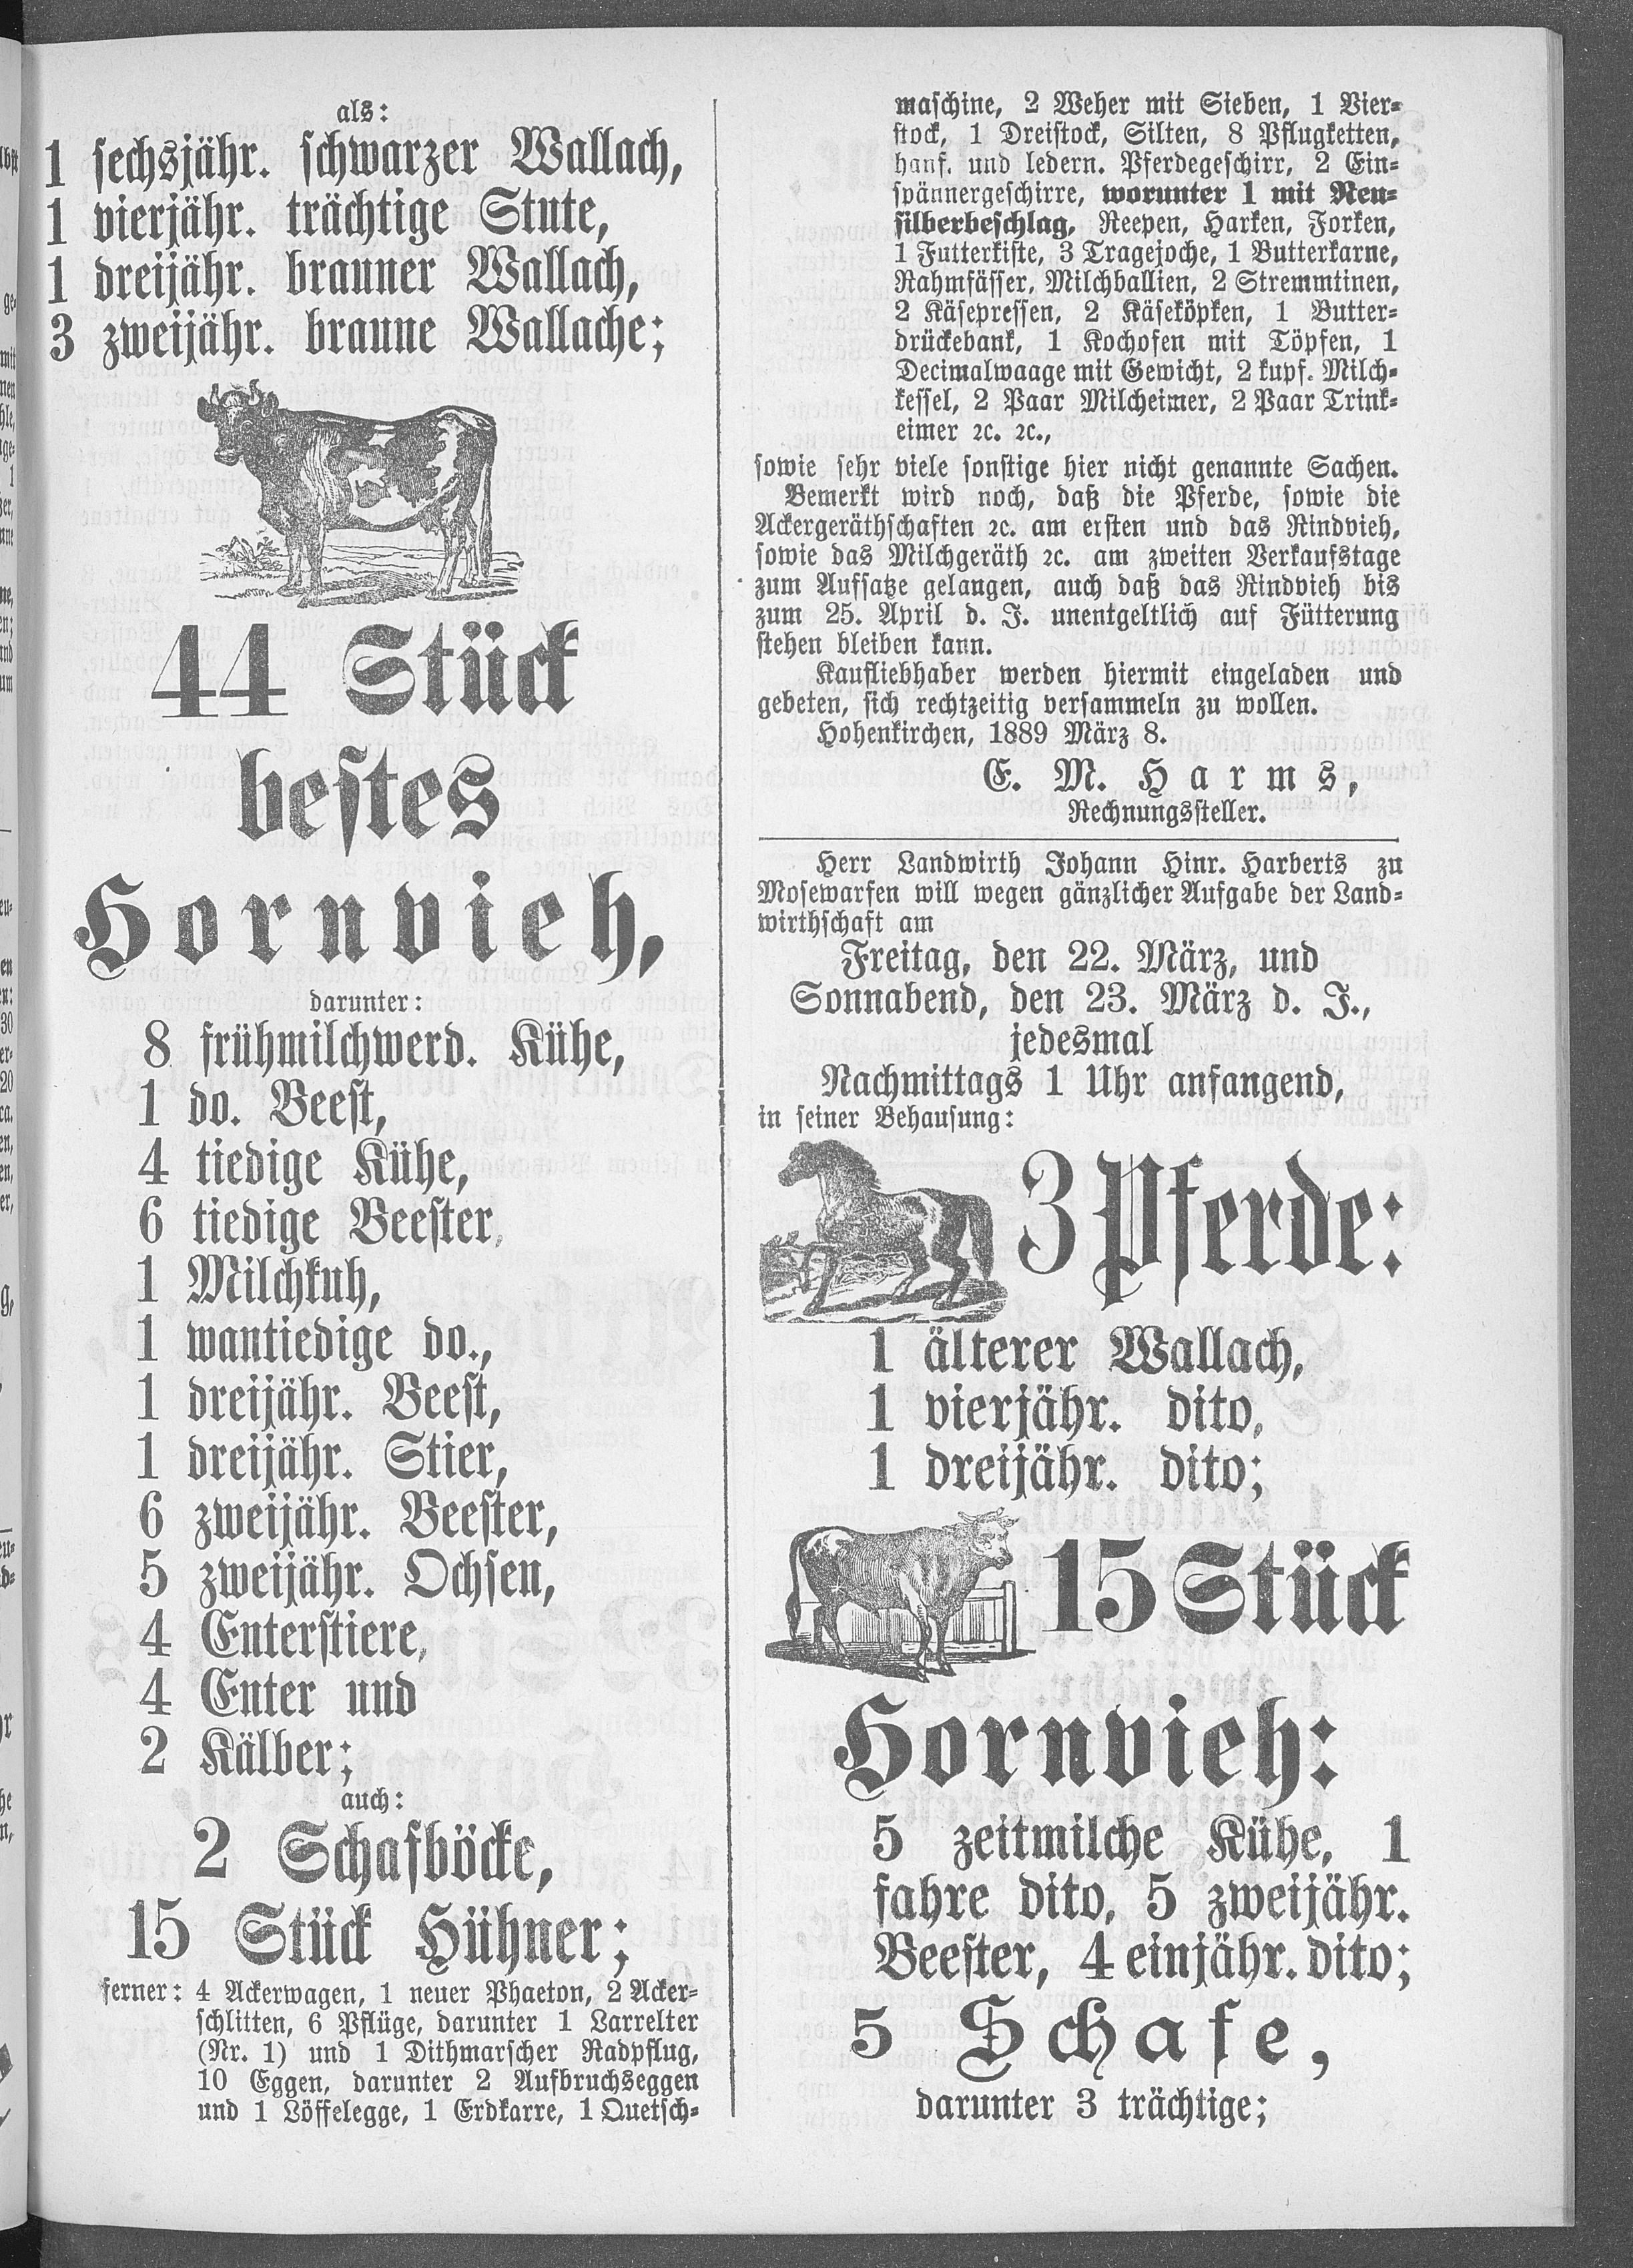 als:
1 sechsjähr. schwarzer Wallach,
1 vierjähr. trächtige Stute,
1 dreijähr. brauner Wallach,
3 zweijähr. braune Wallache;
44 Stück
bestes
Hornvieh,
darunter:
8 frühmilchwerd. Kühe,
1 do. Beest,
4 tiedige Kühe,
6 tiedige Beester,
1 Milchkuh,
1 wantiedige do.,
1 dreijähr. Beest,
1 dreijähr. Stier,
6 zweijähr. Beester,
5 zweijähr. Ochsen,
4 Enterstiere,
4 Enter und
2 Kälber;
auch:
2 Schafböcke,
15 Stück Hühner;
ferner: 4 Ackerwagen, 1 neuer Phaeton, 2 Acker-
schlitten, 6 Pflüge, darunter 1 Larrelter
(Nr. 1) und 1 Dithmarscher Radpflug,
10 Eggen, darunter 2 Aufbruchseggen
und 1 Löffelegge, 1 Erdkarre, 1 Quetsch-
maschine, 2 Weher mit Sieben, 1 Vier-
stock, 1 Dreistock, Silten, 8 Pflugketten,
hanf. und ledern. Pferdegeschirr, 2 Ein-
spännergeschirre, worunter 1 mit Neu-
silberbeschlag, Reepen, Harken, Forken,
1 Futterkiste, 3 Tragejoche, 1 Butterkarne,
Rahmfässer, Milchballien, 2 Stremmtinen,
2 Käsepressen, 2 Käseköpken, 1 Butter-
drückebank, 1 Kochofen mit Töpfen, 1
Decimalwaage mit Gewicht, 2 kupf. Milch-
kessel, 2 Paar Milcheimer, 2 Paar Trink-
eimer ꝛc. ꝛc.,
sowie sehr viele sonstige hier nicht genannte Sachen.
Bemerkt wird noch, daß die Pferde, sowie die
Ackergeräthschaften ꝛc. am ersten und das Rindvieh,
sowie das Milchgeräth ꝛc. am zweiten Verkaufstage
zum Aufsatze gelangen, auch daß das Rindvieh bis
zum 25. April d. J. unentgeltlich auf Fütterung
stehen bleiben kann.
Kaufliebhaber werden hiermit eingeladen und
gebeten, sich rechtzeitig versammeln zu wollen.
Hohenkirchen, 1889 März 8.
E. M. Harms,
Rechnungssteller.
Herr Landwirth Johann Hinr. Harberts zu
Mosewarfen will wegen gänzlicher Aufgabe der Land-
wirthschaft am
Freitag, den 22. März, und
Sonnabend, den 23. März d. J.,
jedesmal
Nachmittags 1 Uhr anfangend,
in seiner Behausung:
3 Pferde:
1 älterer Wallach,
1 vierjähr. dito,
1 dreijähr. dito;
15 Stück
Hornvieh:
5 zeitmilche Kühe, 1
fahre dito, 5 zweijähr.
Beester, 4 einjähr. dito;
5 Schafe,
darunter 3 trächtige;